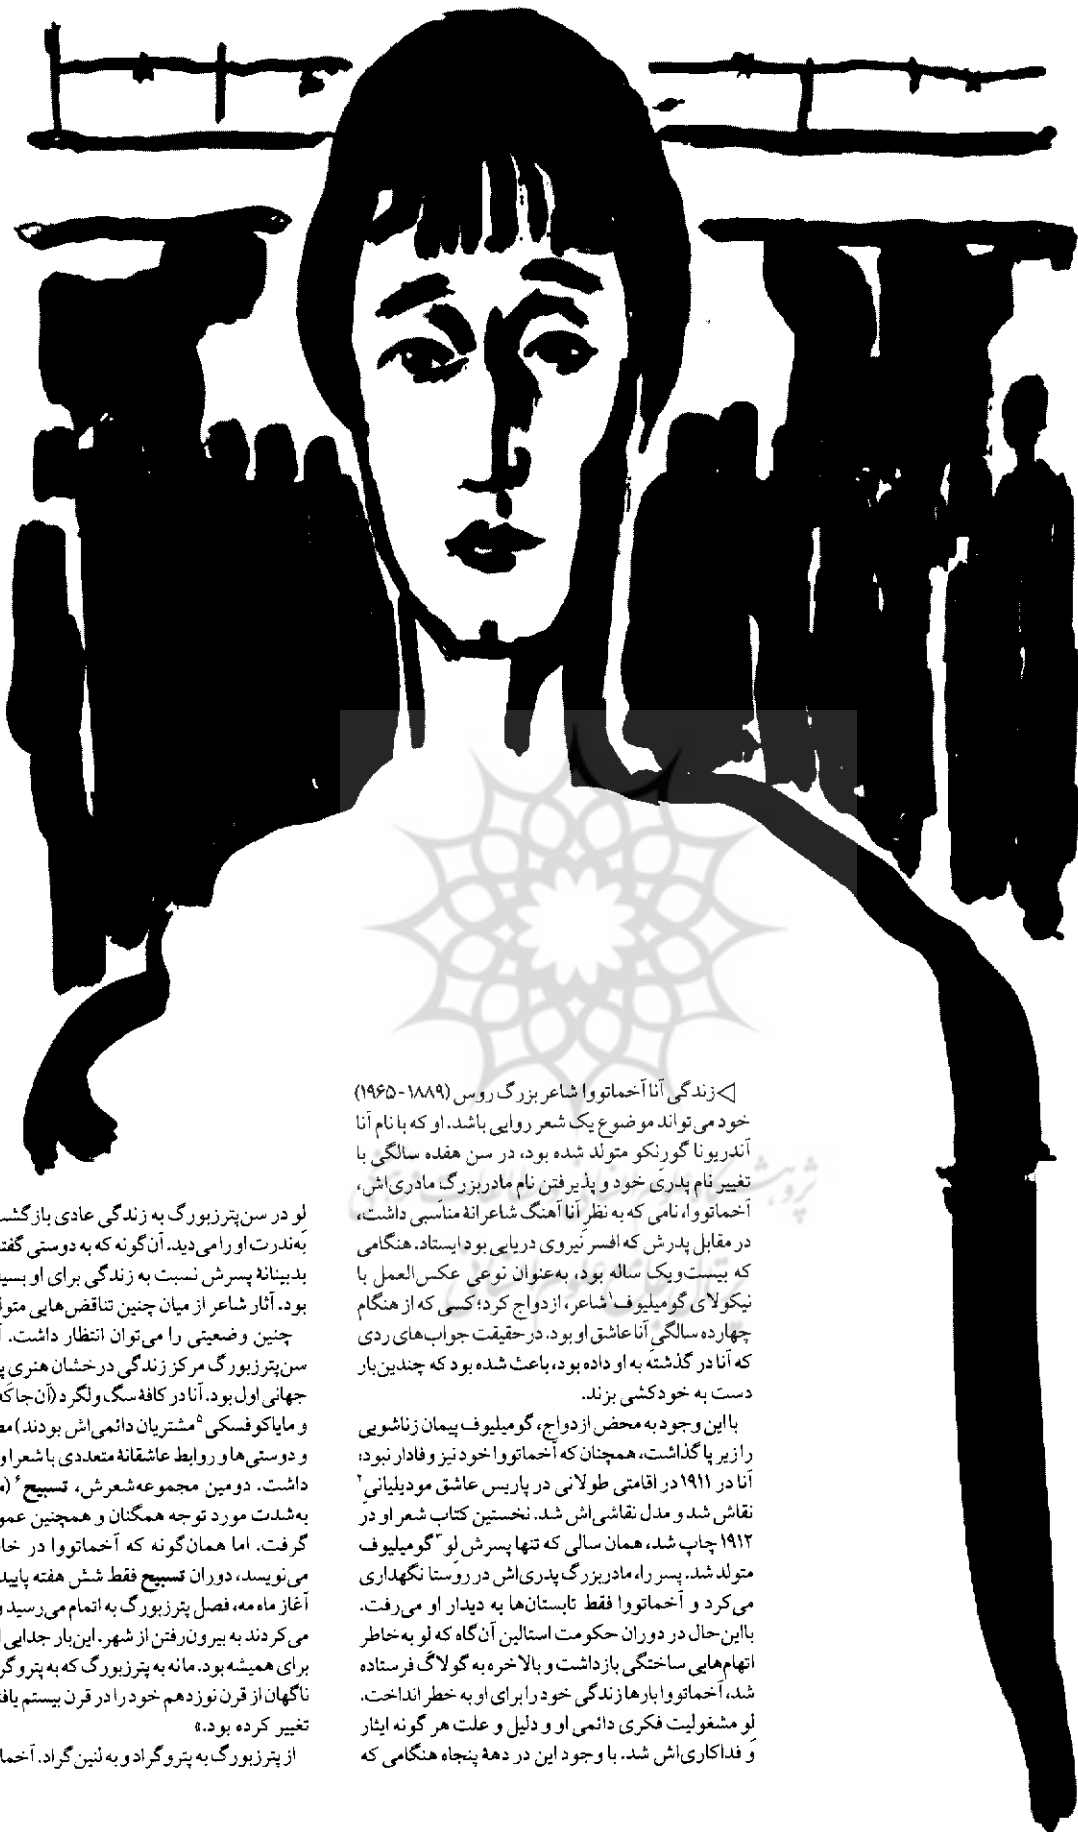 ◁زندگی آنا آخماتووا شاعر بزرگ روس (۱۸۸۹-۱۹۶۵)
خود می‌تواند موضوع یک شعر روایی باشد. او که با نام آنا
آندریونا گورنکو متولد شده بود، در سن هفده سالگی با
تغییر نام پدری خود و پذیرفتن نام مادربزرگ مادری‌اش،
آخماتووا، نامی که به نظر آنا آهنگ شاعرانهٔ مناسبی داشت،
در مقابل پدرش که افسر نیروی دریایی بود ایستاد. هنگامی
که بیست‌ویک ساله بود، به‌عنوان نوعی عکس‌العمل با
نیکولای گومیلیوف۱ شاعر، ازدواج کرد؛ کسی که از هنگام
چهارده سالگی آنا عاشق او بود. در حقیقت جواب‌های ردی
که آنا در گذشته به او داده بود، باعث شده بود که چندین‌بار
دست به خودکشی بزند.
با این وجود به محض ازدواج، گومیلیوف پیمان زناشویی
را زیر پا گذاشت، همچنان که آخماتووا خود نیز وفادار نبود؛
آنا در ۱۹۱۱ در اقامتی طولانی در پاریس عاشق مودیلیانی۲
نقاش شد و مدل نقاشی‌اش شد. نخستین کتاب شعر او در
۱۹۱۲ چاپ شد، همان سالی که تنها پسرش لو۳ گومیلیوف
متولد شد. پسر را، مادربزرگ پدری‌اش در روستا نگهداری
می‌کرد و آخماتووا فقط تابستان‌ها به دیدار او می‌رفت.
بااین‌حال در دوران حکومت استالین آن‌گاه که لو به‌خاطر
اتهام‌هایی ساختگی بازداشت و بالاخره به گولاگ فرستاده
شد، آخماتووا بارها زندگی خود را برای او به خطر انداخت.
لو مشغولیت فکری دائمی او و دلیل و علت هر گونه ایثار
و فداکاری‌اش شد. با وجود این در دههٔ پنجاه هنگامی که
لو در سن‌پترزبورگ به زندگی عادی بازگشت
به‌ندرت او را می‌دید. آن‌گونه که به دوستی گفته
بدبینانهٔ پسرش نسبت به زندگی برای او بسیا
بود. آثار شاعر از میان چنین تناقض‌هایی متول
چنین وضعیتی را می‌توان انتظار داشت.
سن‌پترزبورگ مرکز زندگی درخشان هنری
جهانی اول بود. آنا در کافهٔ سگ ولگرد (آن‌جا که
و مایاکوفسکی۵ مشتریان دائمی‌اش بودند)
و دوستی‌ها و روابط عاشقانهٔ متعددی با شعرا و
داشت. دومین مجموعه‌شعرش، تسبیح۶
به‌شدت مورد توجه همگنان و همچنین عمو
گرفت. اما همان‌گونه که آخماتووا در خا
می‌نویسد، دوران تسبیح فقط شش هفته پایید
آغاز ماه مه، فصل پترزبورگ به اتمام می‌رسید و
می‌کردند به بیرون‌رفتن از شهر. این‌بار جدایی
برای همیشه بود. ما نه به پترزبورگ که به پتروگر
ناگهان از قرن نوزدهم خود را در قرن بیستم یافت
تغییر کرده بود.»
از پترزبورگ به پتروگراد و به لنین‌گراد. آخما